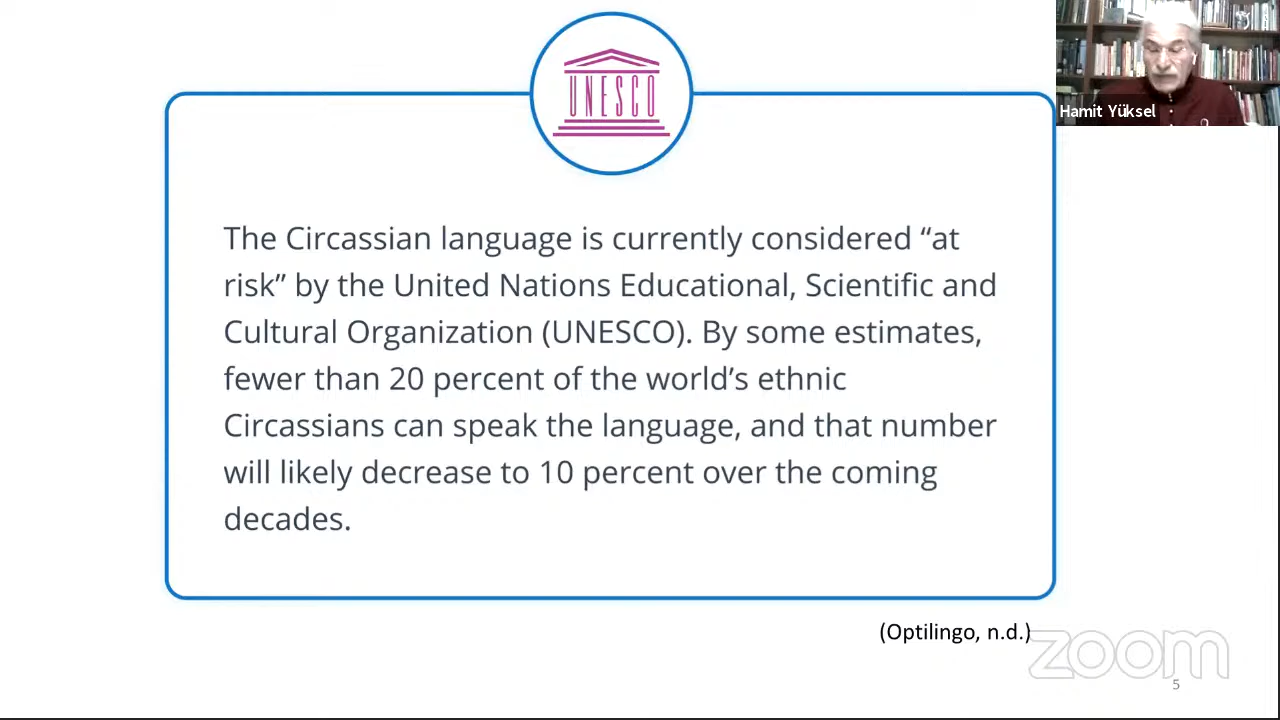 UNESCO
Hamit Yüksel
The Circassian language is currently considered “at
risk” by the United Nations Educational, Scientific and
Cultural Organization (UNESCO). By some estimates,
fewer than 20 percent of the world’s ethnic
Circassians can speak the language, and that number
will likely decrease to 10 percent over the coming
decades.
(Optilingo, n.d.)
zoom
5